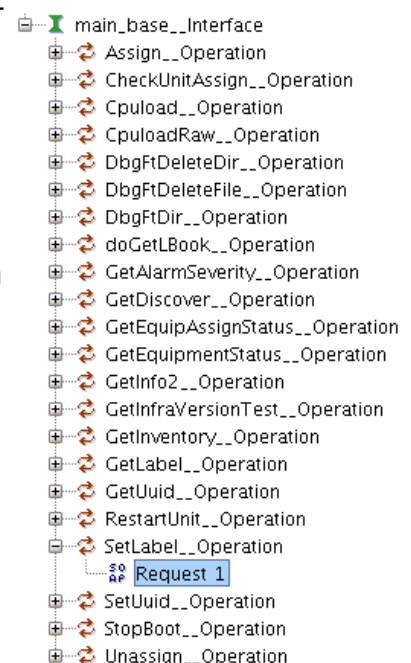 main_base__Interface
Assign__Operation
CheckUnitAssign__Operation
Cpuload__Operation
CpuloadRaw__Operation
DbgFtDeleteDir__Operation
DbgFtDeleteFile__Operation
DbgFtDir__Operation
doGetLBook__Operation
GetAlarmSeverity__Operation
GetDiscover__Operation
GetEquipAssignStatus__Operation
GetEquipmentStatus__Operation
GetInfo2__Operation
GetInfraVersionTest__Operation
GetInventory__Operation
GetLabel__Operation
GetUuid__Operation
RestartUnit__Operation
SetLabel__Operation
SOAP Request 1
SetUuid__Operation
StopBoot__Operation
Unassign__Operation